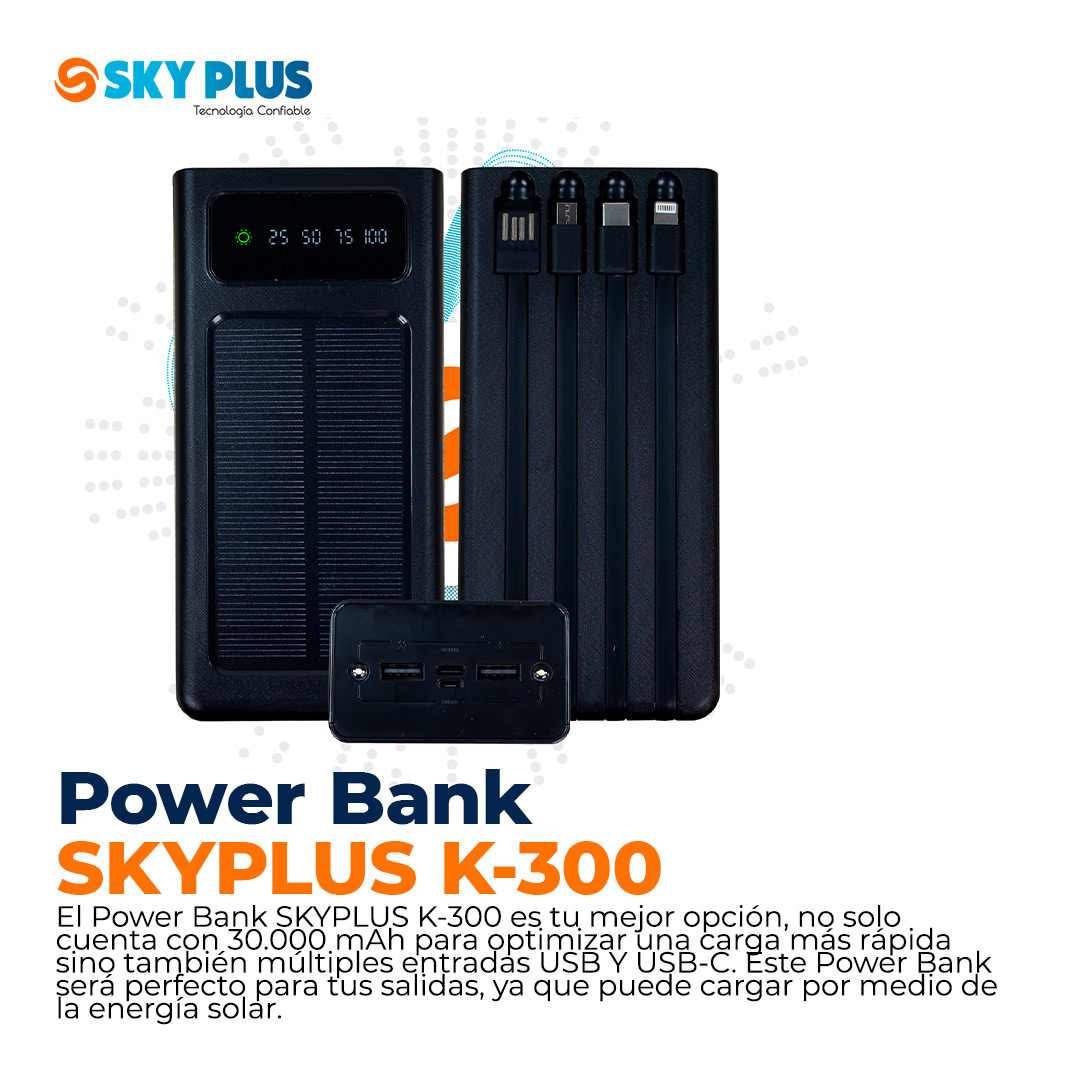 SKY PLUS
Tecnología Confiable
25 50 75 100
Power Bank
SKYPLUS K-300
El Power Bank SKYPLUS K-300 es tu mejor opción, no solo
cuenta con 30.000 mAh para optimizar una carga más rápida
sino también múltiples entradas USB Y USB-C. Este Power Bank
será perfecto para tus salidas, ya que puede cargar por medio de
la energía solar.